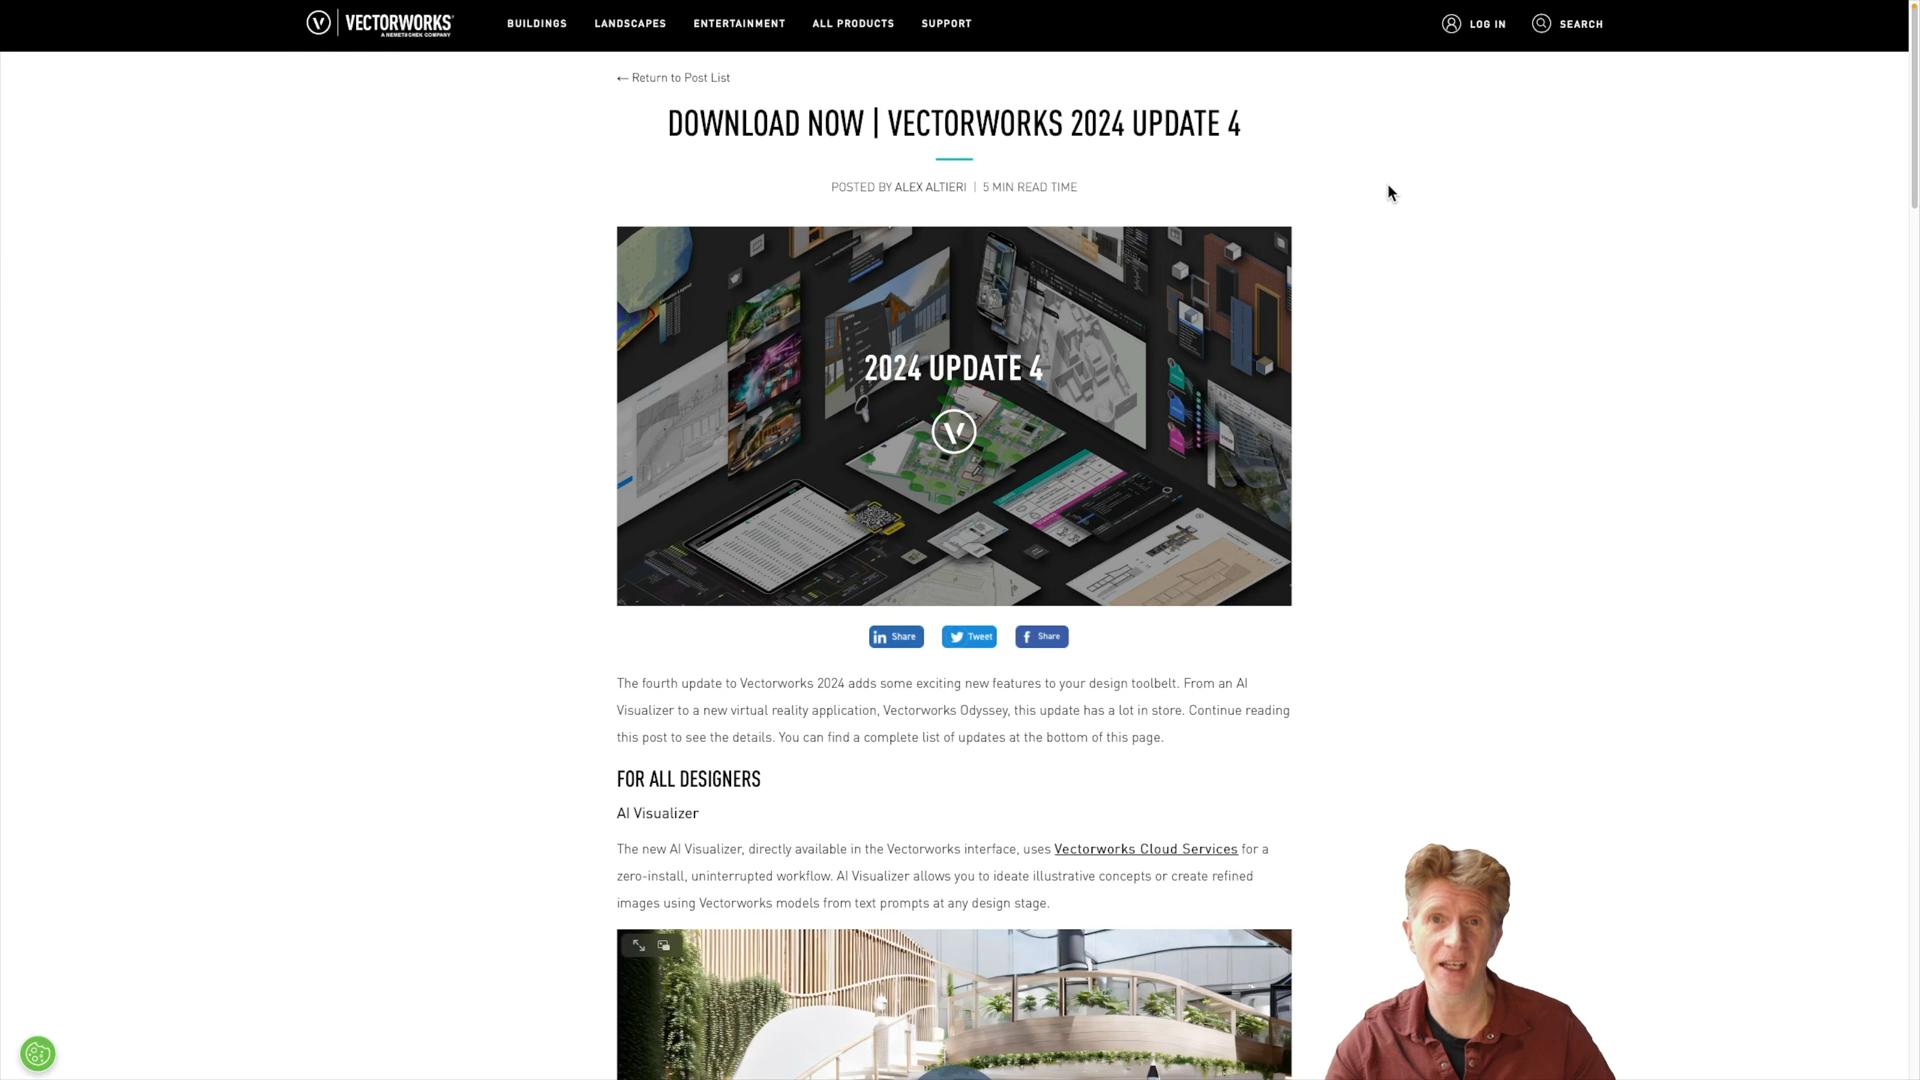 VECTORWORKS
A NEMETSCHEK COMPANY
BUILDINGS
LANDSCAPES
ENTERTAINMENT
ALL PRODUCTS
SUPPORT
LOG IN
SEARCH
← Return to Post List
DOWNLOAD NOW | VECTORWORKS 2024 UPDATE 4
POSTED BY ALEX ALTIERI | 5 MIN READ TIME
2024 UPDATE 4
in Share
Tweet
f Share
The fourth update to Vectorworks 2024 adds some exciting new features to your design toolbelt. From an AI
Visualizer to a new virtual reality application, Vectorworks Odyssey, this update has a lot in store. Continue reading
this post to see the details. You can find a complete list of updates at the bottom of this page.
FOR ALL DESIGNERS
AI Visualizer
The new AI Visualizer, directly available in the Vectorworks interface, uses Vectorworks Cloud Services for a
zero-install, uninterrupted workflow. AI Visualizer allows you to ideate illustrative concepts or create refined
images using Vectorworks models from text prompts at any design stage.